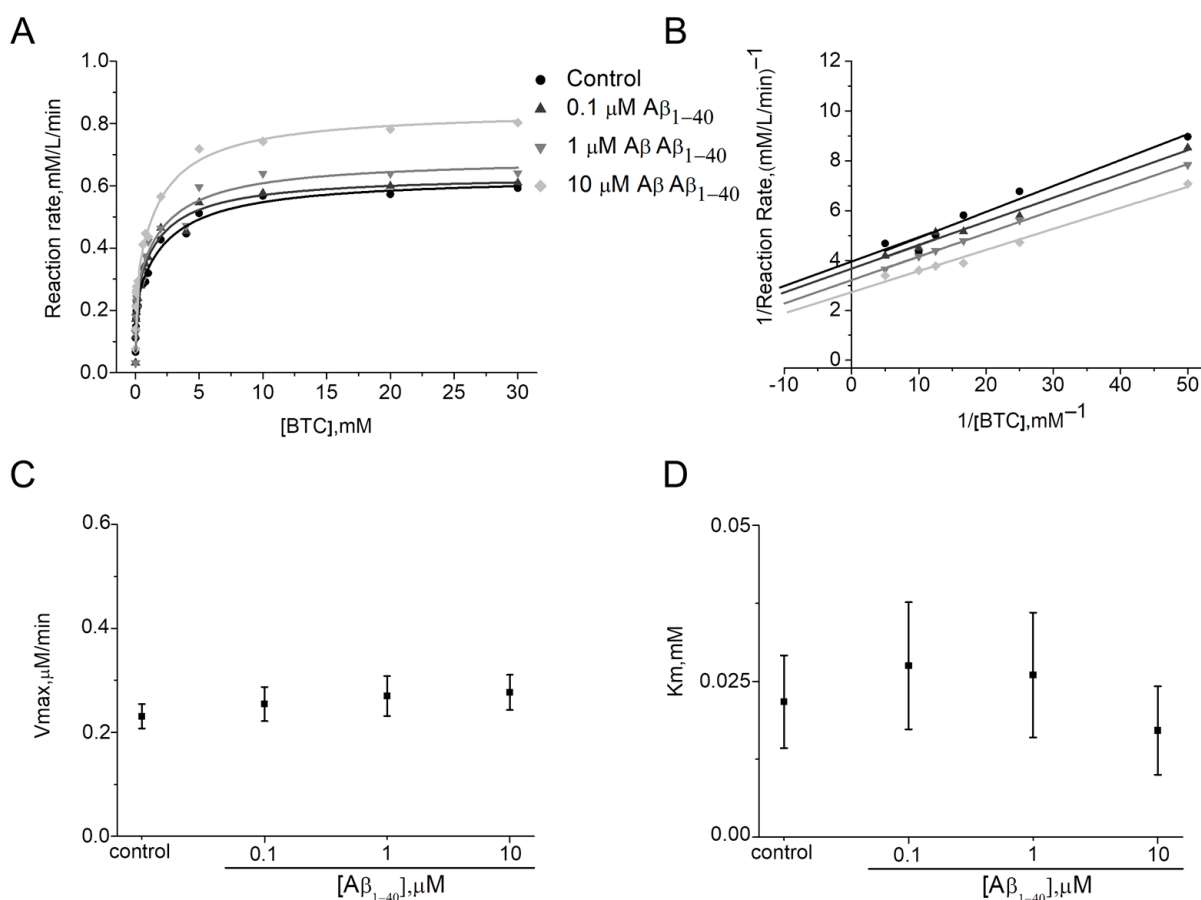 A
Reaction rate,mM/L/min
1.0
0.8
0.6
0.4
0.2
0.0
0 5 10 15 20 25 30
[BTC],mM
Control
0.1 μM Aβ1–40
1 μM Aβ Aβ1–40
10 μM Aβ Aβ1–40
B
1/Reaction Rate,(mM/L/min)−1
12
10
8
6
4
2
0
-10 0 10 20 30 40 50
1/[BTC],mM−1
C
Vmax,μM/min
0.6
0.4
0.2
0.0
control 0.1 1 10
[Aβ1–40],μM
D
Km,mM
0.05
0.025
0.00
control 0.1 1 10
[Aβ1–40],μM